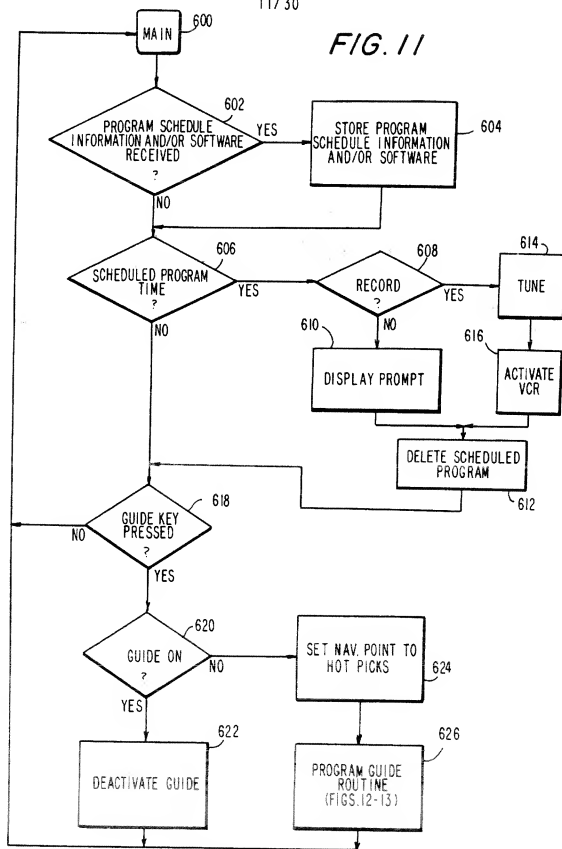 11/30
FIG. 11
MAIN
600
602
PROGRAM SCHEDULE
INFORMATION AND/OR SOFTWARE
RECEIVED
?
YES
NO
604
STORE PROGRAM
SCHEDULE INFORMATION
AND/OR SOFTWARE
606
SCHEDULED PROGRAM
TIME
?
YES
NO
608
RECORD
?
YES
NO
614
TUNE
610
DISPLAY PROMPT
616
ACTIVATE
VCR
DELETE SCHEDULED
PROGRAM
612
618
GUIDE KEY
PRESSED
?
NO
YES
620
GUIDE ON
?
NO
YES
SET NAV. POINT TO
HOT PICKS
624
622
DEACTIVATE GUIDE
626
PROGRAM GUIDE
ROUTINE
(FIGS.12-13)